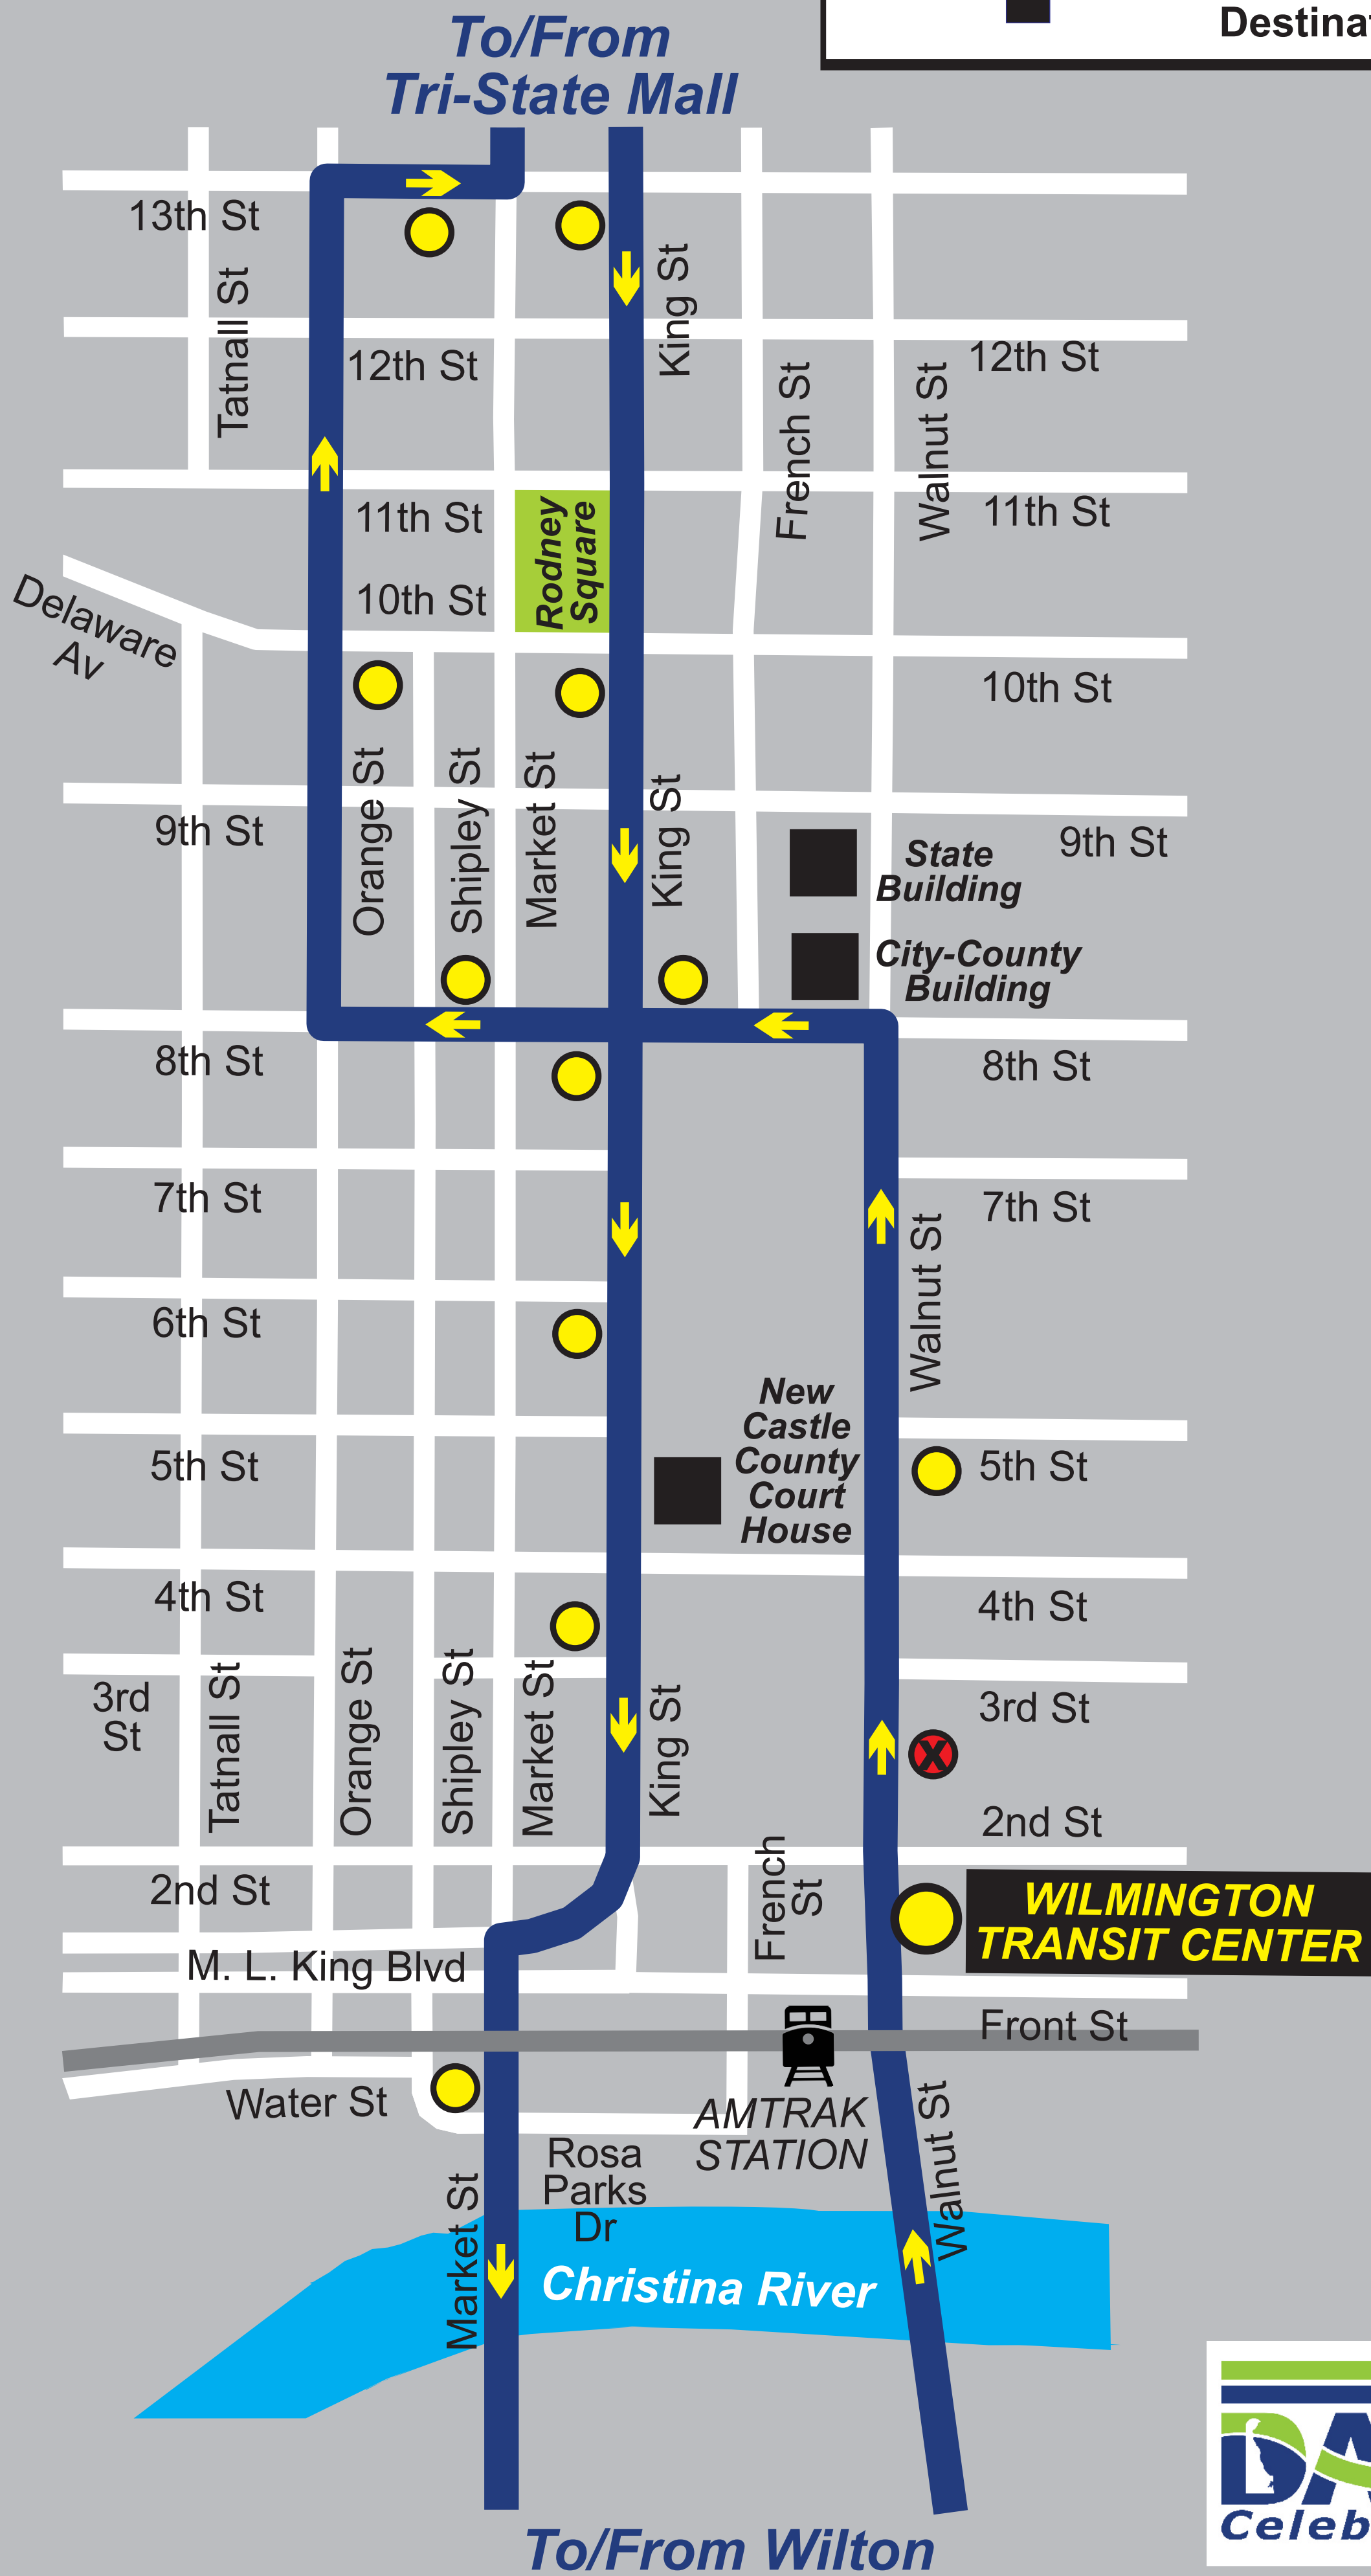 Destinat
To/From
Tri-State Mall
13th St
Tatnall St
King St
12th St
12th St
French St
Walnut St
11th St
11th St
Rodney
Square
10th St
Delaware
Av
10th St
Orange St
Shipley St
Market St
King St
9th St
9th St
State
Building
City-County
Building
8th St
8th St
7th St
7th St
Walnut St
6th St
New
Castle
County
Court
House
5th St
5th St
4th St
4th St
3rd
St
Tatnall St
Orange St
Shipley St
Market St
King St
3rd St
X
2nd St
2nd St
French
St
WILMINGTON
TRANSIT CENTER
M. L. King Blvd
Front St
Water St
AMTRAK
STATION
Walnut St
Rosa
Parks
Dr
Market St
Christina River
DA
Celeb
To/From Wilton